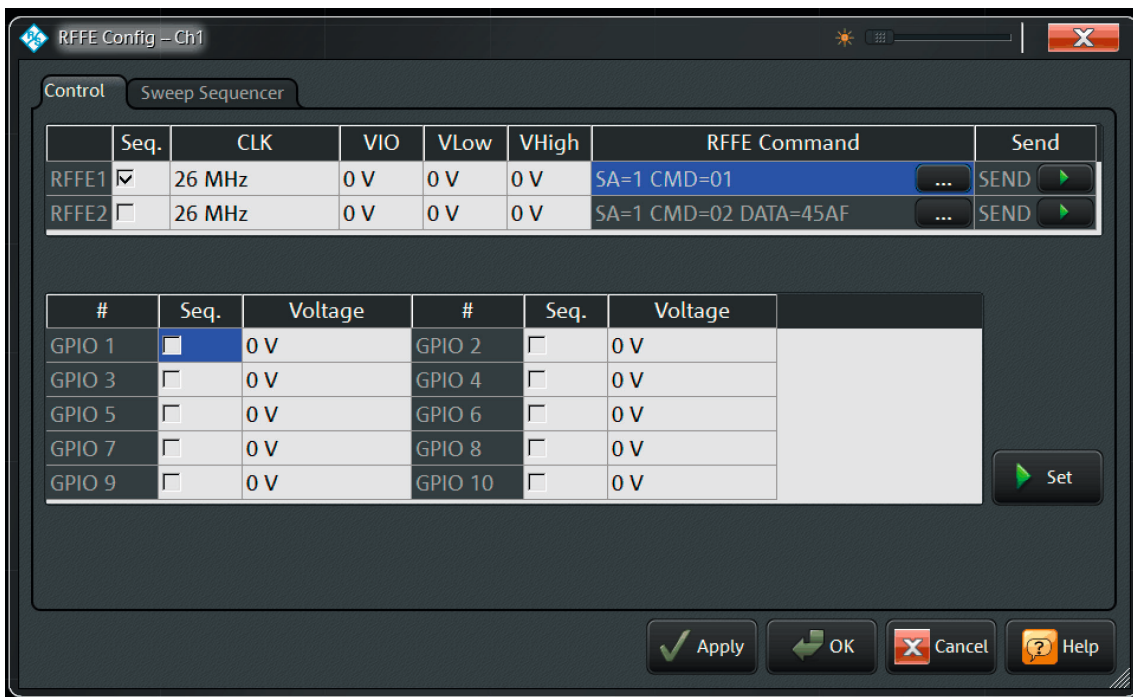 RFFE Config – Ch1
Control Sweep Sequencer
Seq. CLK VIO VLow VHigh RFFE Command Send
RFFE1 26 MHz 0 V 0 V 0 V SA=1 CMD=01 ... SEND
RFFE2 26 MHz 0 V 0 V 0 V SA=1 CMD=02 DATA=45AF ... SEND
# Seq. Voltage # Seq. Voltage
GPIO 1 0 V GPIO 2 0 V
GPIO 3 0 V GPIO 4 0 V
GPIO 5 0 V GPIO 6 0 V
GPIO 7 0 V GPIO 8 0 V
GPIO 9 0 V GPIO 10 0 V
Set
Apply OK Cancel Help